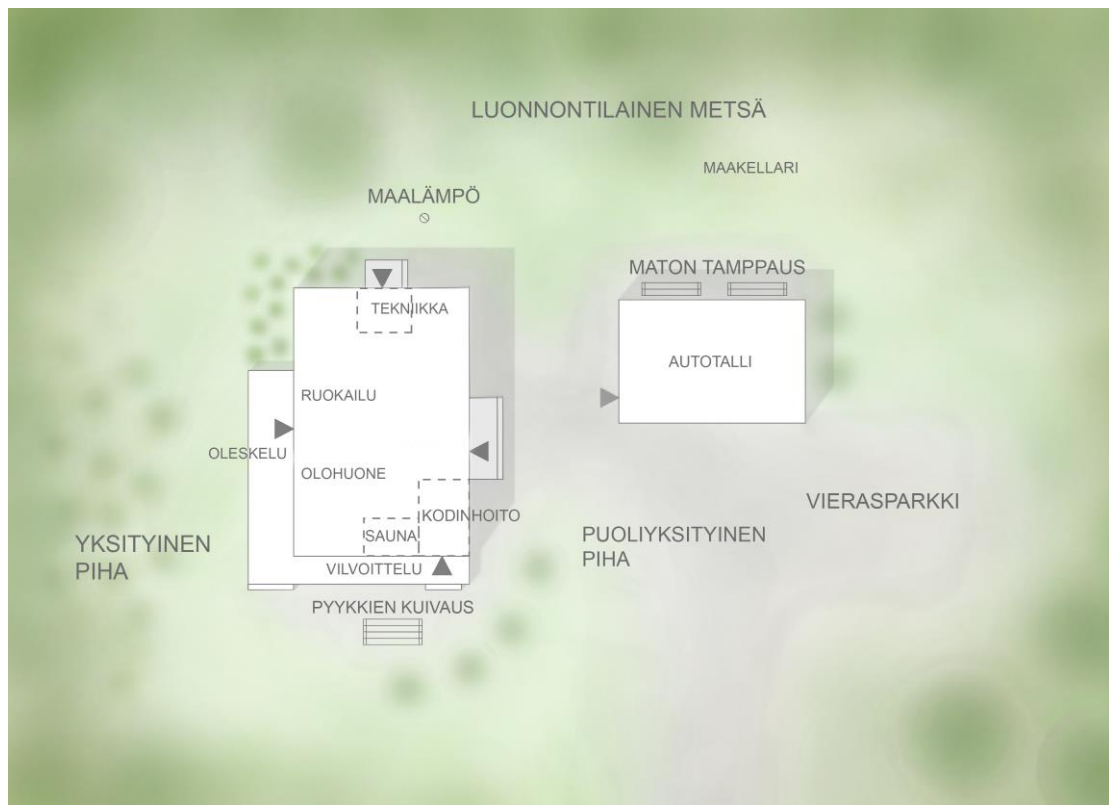 LUONNONTILAINEN METSÄ
MAAKELLARI
MAALÄMPÖ
MATON TAMPPAUS
TEKNIIKKA
AUTOTALLI
RUOKAILU
OLESKELU
OLOHUONE
KODINHOITO
SAUNA
VILVOITTELU
VIERASPARKKI
YKSITYINEN
PIHA
PUOLIYKSITYINEN
PIHA
PYYKKIEN KUIVAUS